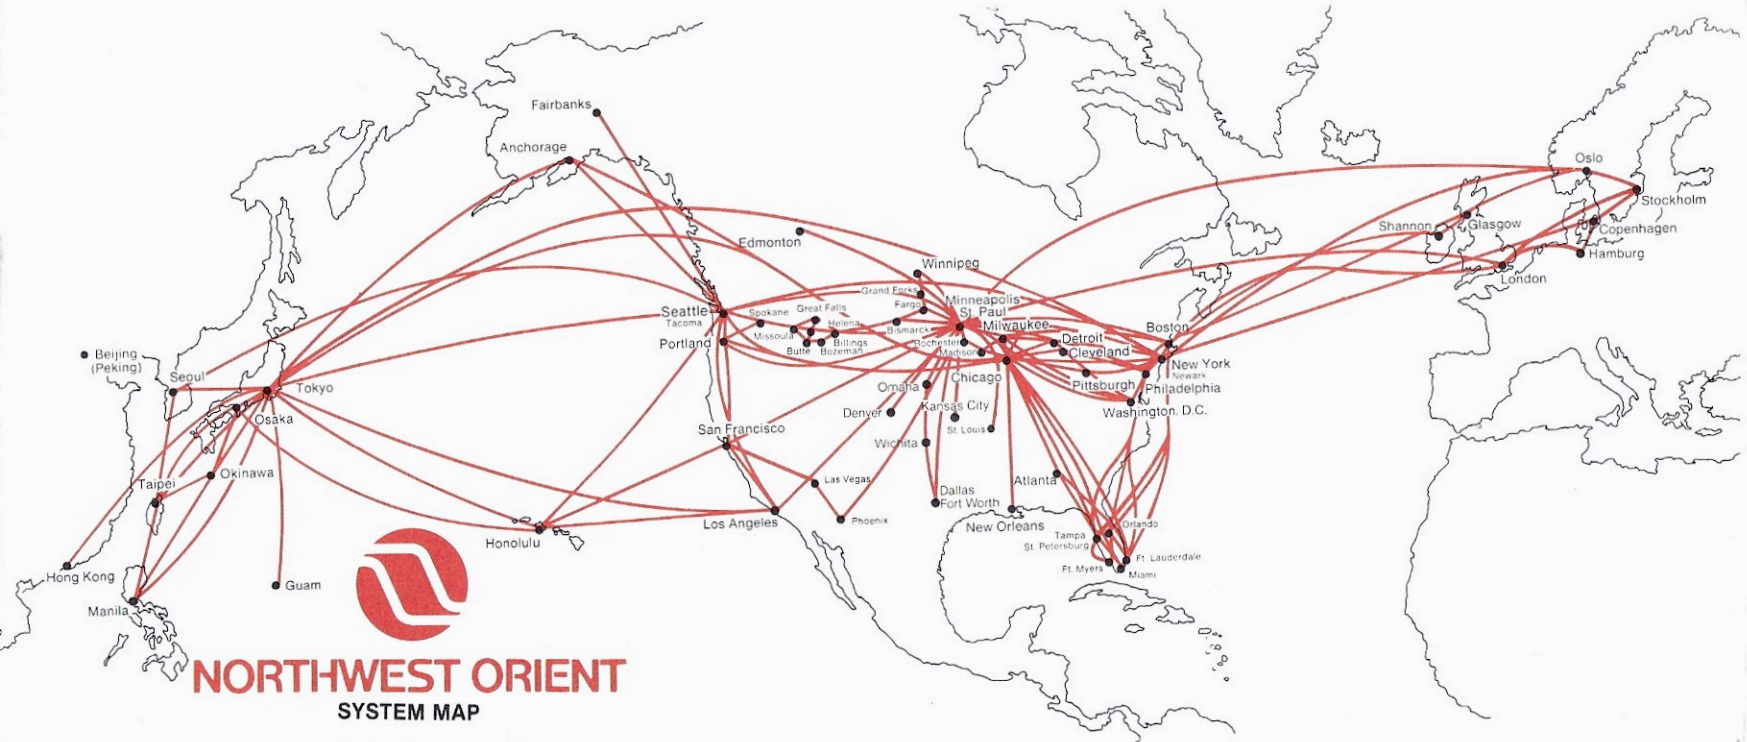 Fairbanks
Anchorage
Edmonton
Winnipeg
Grand Forks
Fargo
Bismarck
Minneapolis
St. Paul
Milwaukee
Rochester
Madison
Seattle
Tacoma
Spokane
Great Falls
Missoula
Helena
Billings
Butte
Bozeman
Portland
Detroit
Cleveland
Boston
New York
Newark
Philadelphia
Pittsburgh
Washington, D.C.
Chicago
Omaha
Denver
Kansas City
St. Louis
Wichita
San Francisco
Las Vegas
Los Angeles
Phoenix
Dallas
Fort Worth
New Orleans
Atlanta
Orlando
Tampa
St. Petersburg
Ft. Lauderdale
Ft. Myers
Miami
Oslo
Stockholm
Shannon
Glasgow
Copenhagen
Hamburg
London
Beijing
(Peking)
Seoul
Tokyo
Osaka
Okinawa
Taipei
Hong Kong
Manila
Guam
Honolulu
NORTHWEST ORIENT
SYSTEM MAP